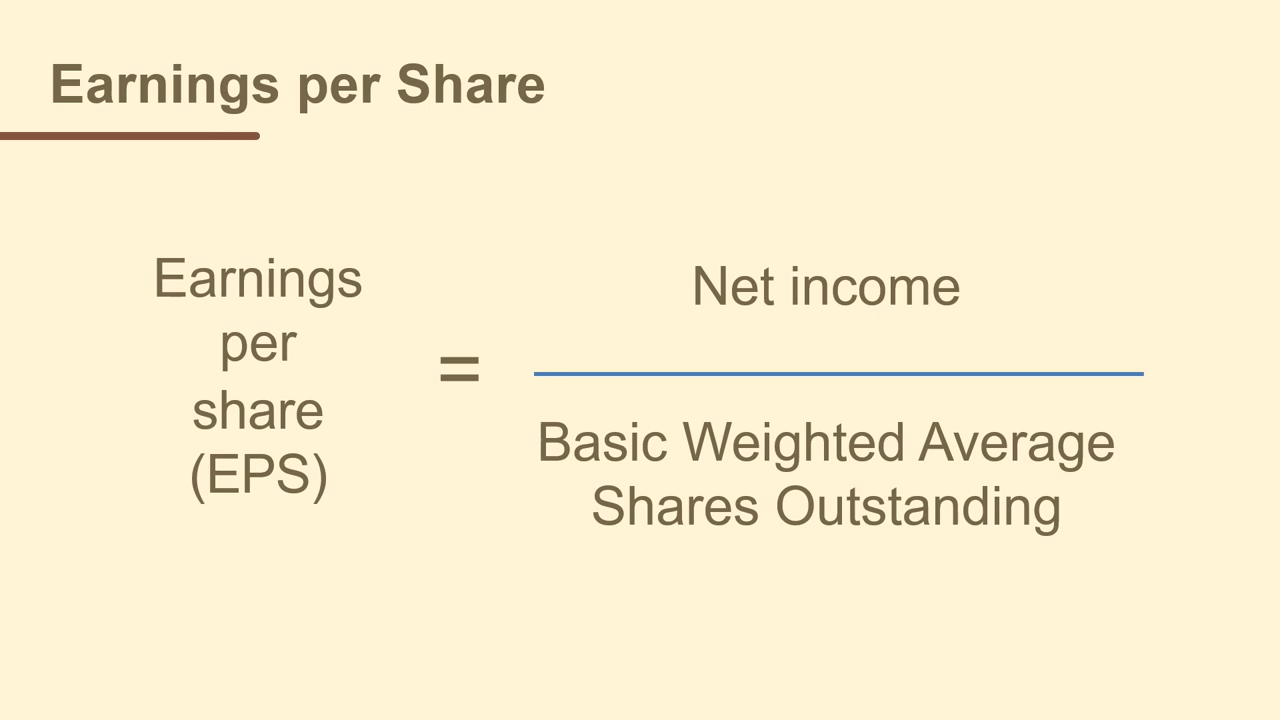 Earnings per Share
Earnings
per
share
(EPS)
=
Net income
Basic Weighted Average
Shares Outstanding